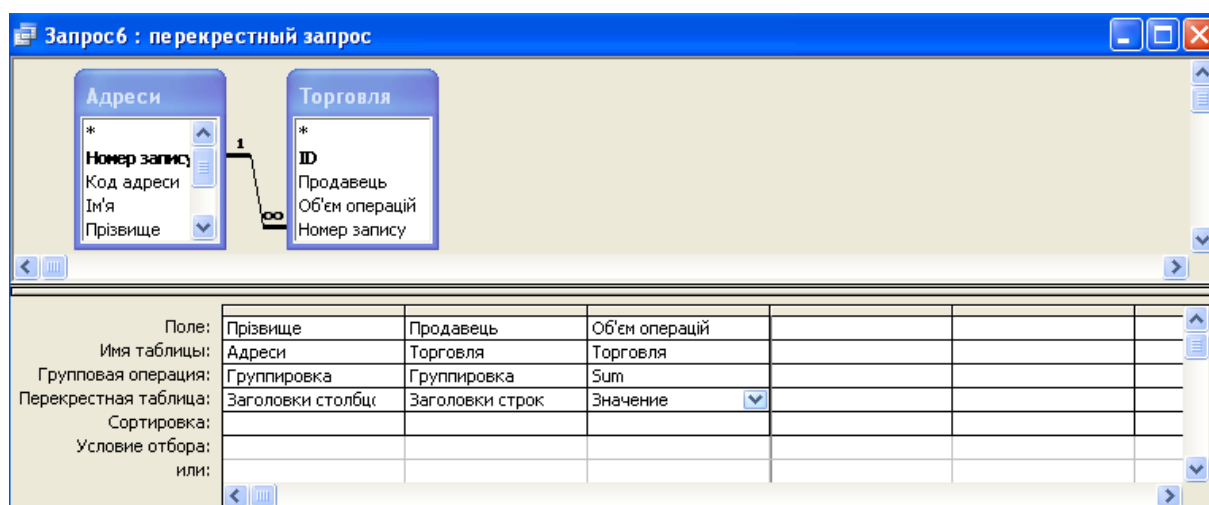 Запрос6 : перекрестный запрос
Адреси
*
Номер запису
Код адреси
Ім'я
Прізвище
1
∞
Торговля
*
ID
Продавець
Об'єм операцій
Номер запису
Поле: Прізвище Продавець Об'єм операцій
Имя таблицы: Адреси Торговля Торговля
Групповая операция: Группировка Группировка Sum
Перекрестная таблица: Заголовки столбцо Заголовки строк Значение
Сортировка:
Условие отбора:
или: